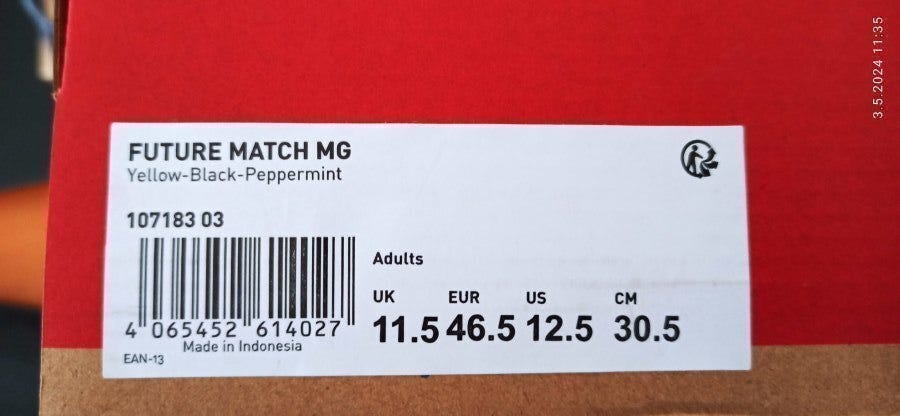 FUTURE MATCH MG
Yellow-Black-Peppermint
107183 03
Adults
UK EUR US CM
11.5 46.5 12.5 30.5
4 065452 614027
Made in Indonesia
EAN-13
3.5.2024 11:35